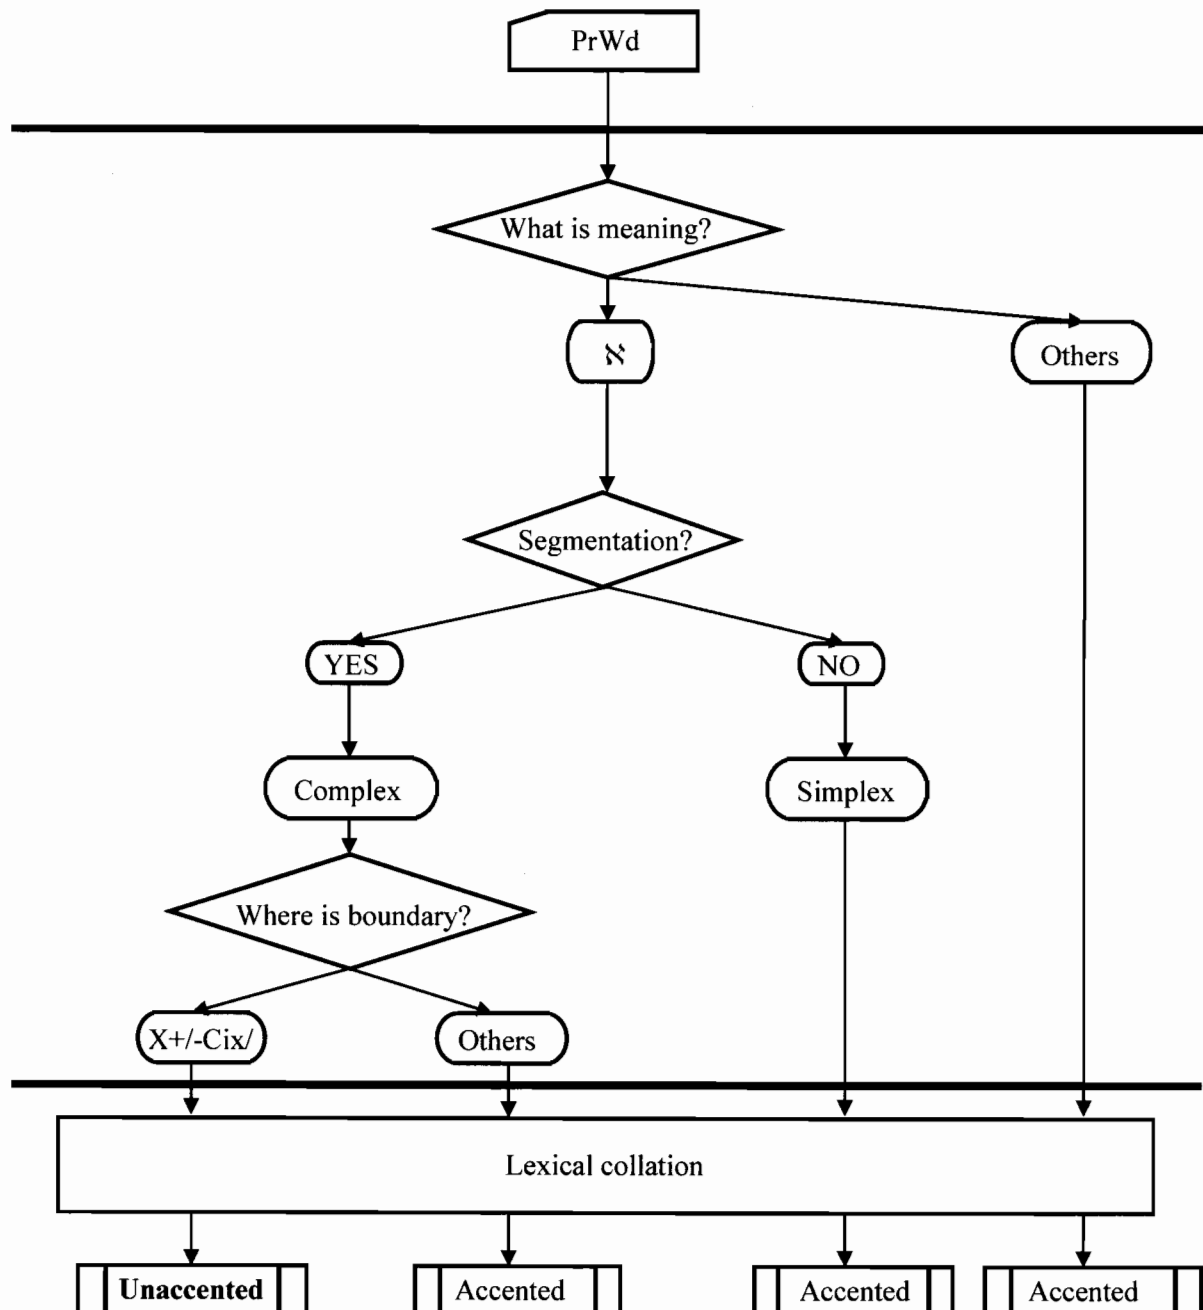 PrWd
What is meaning?
ℵ
Others
Segmentation?
YES
NO
Complex
Simplex
Where is boundary?
X+/-Cix/
Others
Lexical collation
Unaccented
Accented
Accented
Accented